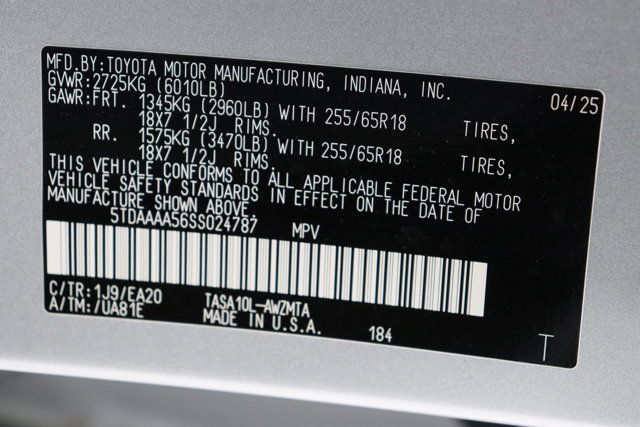 MFD.BY:TOYOTA MOTOR MANUFACTURING, INDIANA, INC. 04/25
GVWR:2725KG (6010LB)
GAWR:FRT. 1345KG (2960LB) WITH 255/65R18 TIRES,
18X7 1/2J RIMS.
RR. 1575KG (3470LB) WITH 255/65R18 TIRES,
18X7 1/2J RIMS.
THIS VEHICLE CONFORMS TO ALL APPLICABLE FEDERAL MOTOR
VEHICLE SAFETY STANDARDS IN EFFECT ON THE DATE OF
MANUFACTURE SHOWN ABOVE.
5TDAAAA56SS024787 MPV
C/TR:1J9/EA20 TASA10L-AWZMTA
A/TM:/UA81E MADE IN U.S.A. 184 T